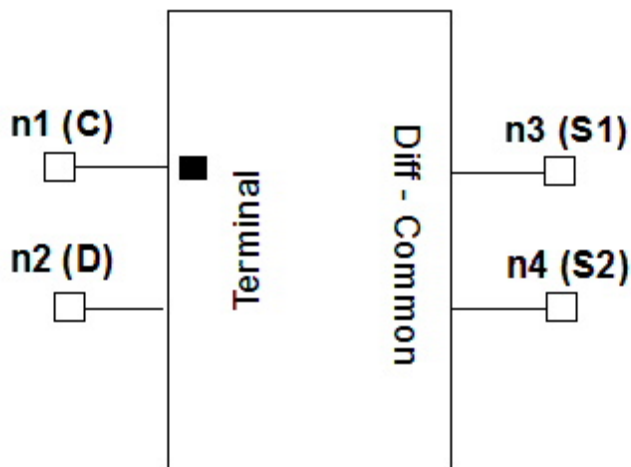 n1 (C)
n2 (D)
Terminal
Diff - Common
n3 (S1)
n4 (S2)